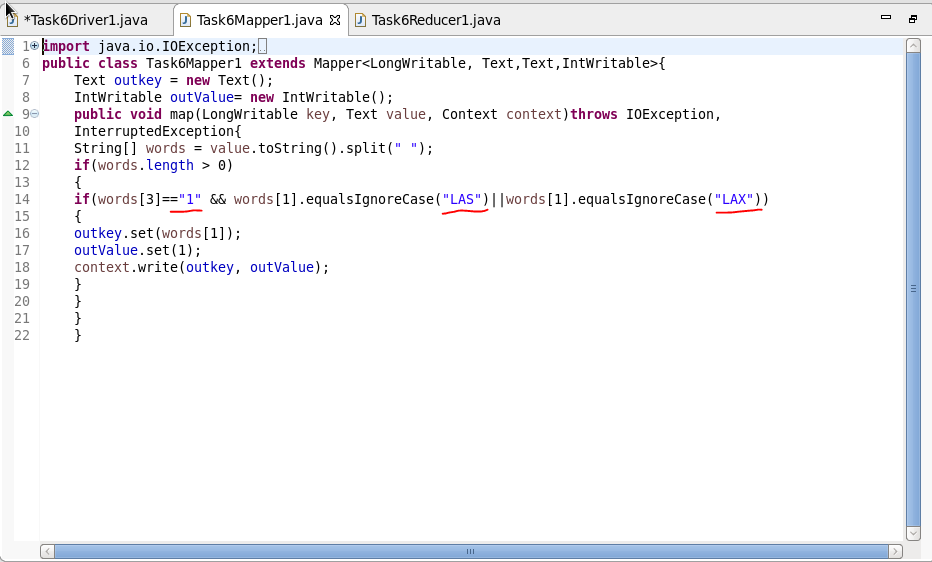 *Task6Driver1.java Task6Mapper1.java Task6Reducer1.java
1 import java.io.IOException;
6 public class Task6Mapper1 extends Mapper<LongWritable, Text,Text,IntWritable>{
7 Text outkey = new Text();
8 IntWritable outValue= new IntWritable();
9 public void map(LongWritable key, Text value, Context context)throws IOException,
10 InterruptedException{
11 String[] words = value.toString().split(" ");
12 if(words.length > 0)
13 {
14 if(words[3]=="1" && words[1].equalsIgnoreCase("LAS")||words[1].equalsIgnoreCase("LAX"))
15 {
16 outkey.set(words[1]);
17 outValue.set(1);
18 context.write(outkey, outValue);
19 }
20 }
21 }
22 }